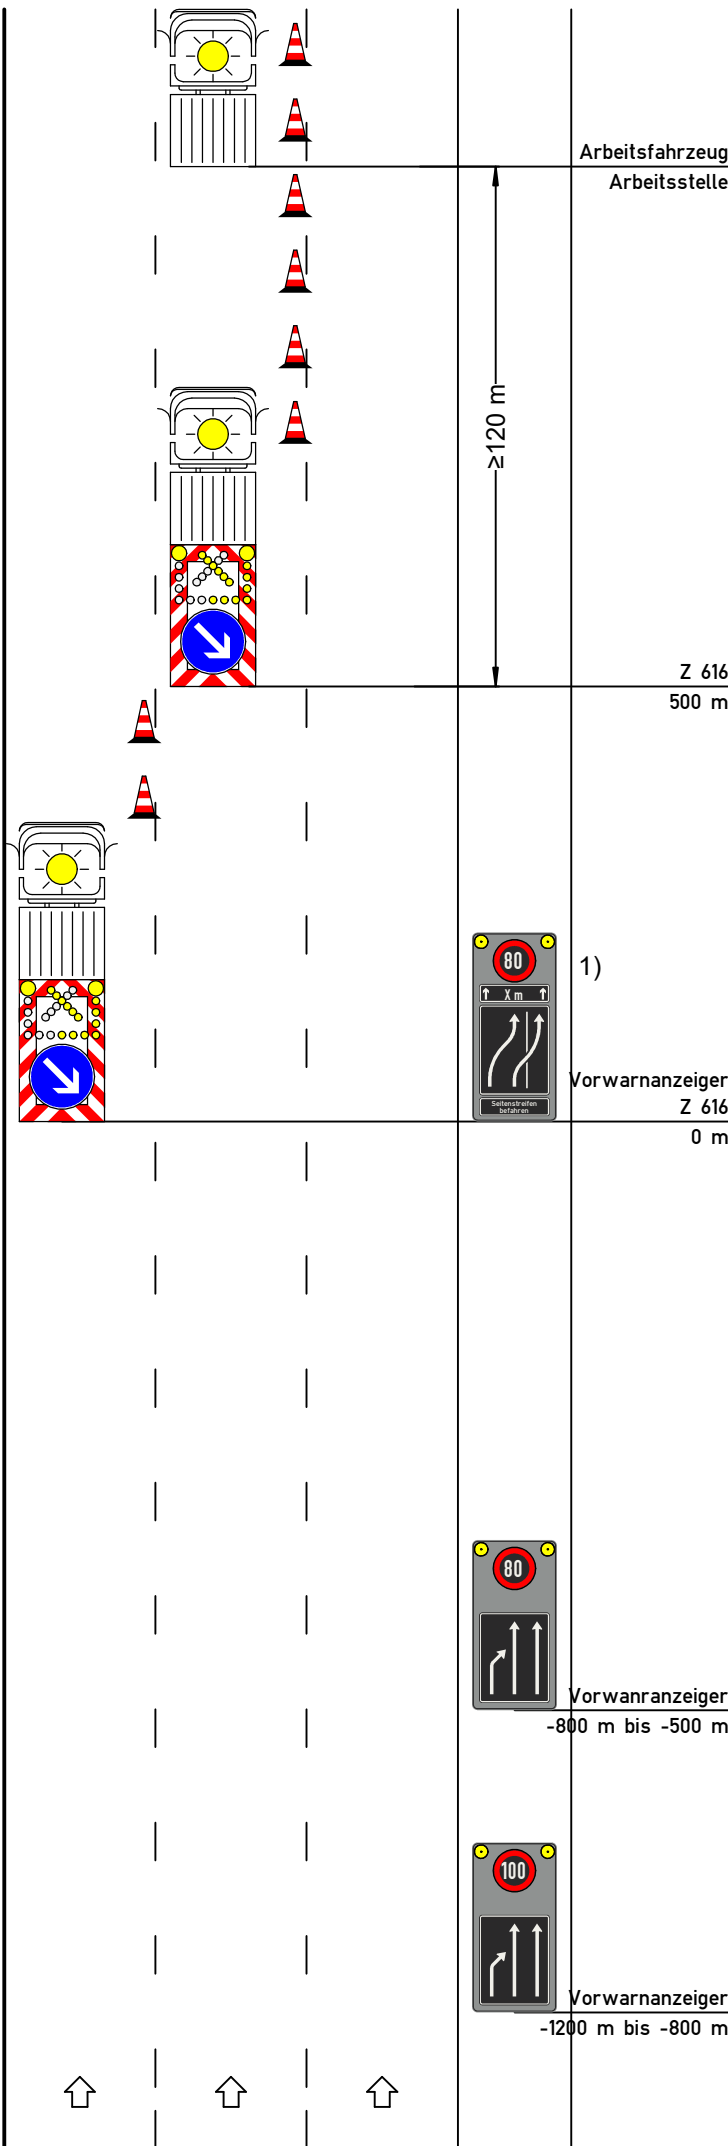 Arbeitsfahrzeug
Arbeitsstelle
≥120 m
Z 616
500 m
80
1)
X m
Vorwarnanzeiger
Seitenstreifen
befahren
Z 616
0 m
80
Vorwanranzeiger
-800 m bis -500 m
100
Vorwarnanzeiger
-1200 m bis -800 m